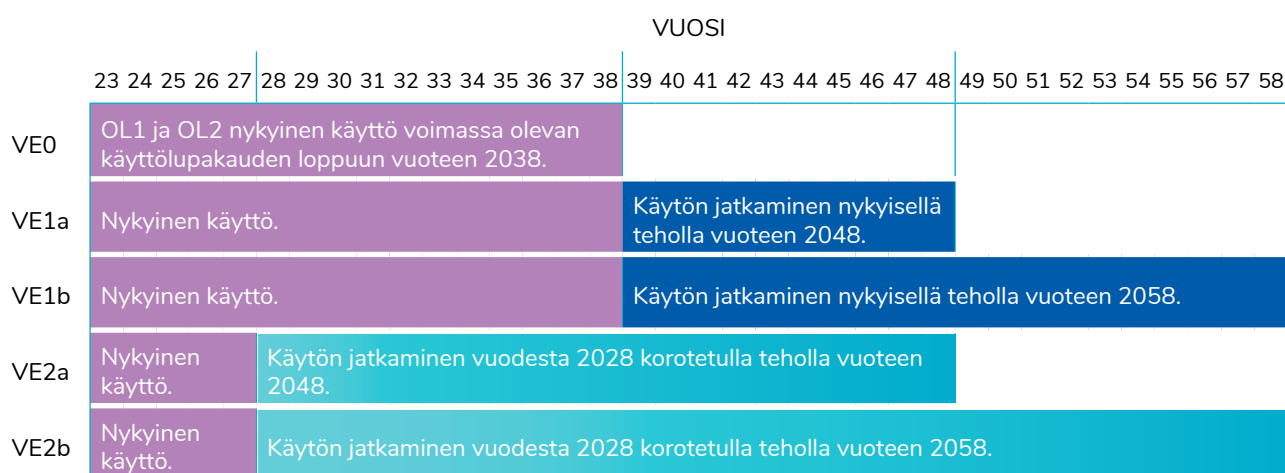 VUOSI
23 24 25 26 27 28 29 30 31 32 33 34 35 36 37 38 39 40 41 42 43 44 45 46 47 48 49 50 51 52 53 54 55 56 57 58
VE0
OL1 ja OL2 nykyinen käyttö voimassa olevan
käyttölupakauden loppuun vuoteen 2038.
VE1a
Nykyinen käyttö.
Käytön jatkaminen nykyisellä
teholla vuoteen 2048.
VE1b
Nykyinen käyttö.
Käytön jatkaminen nykyisellä teholla vuoteen 2058.
VE2a
Nykyinen
käyttö.
Käytön jatkaminen vuodesta 2028 korotetulla teholla vuoteen
2048.
VE2b
Nykyinen
käyttö.
Käytön jatkaminen vuodesta 2028 korotetulla teholla vuoteen 2058.